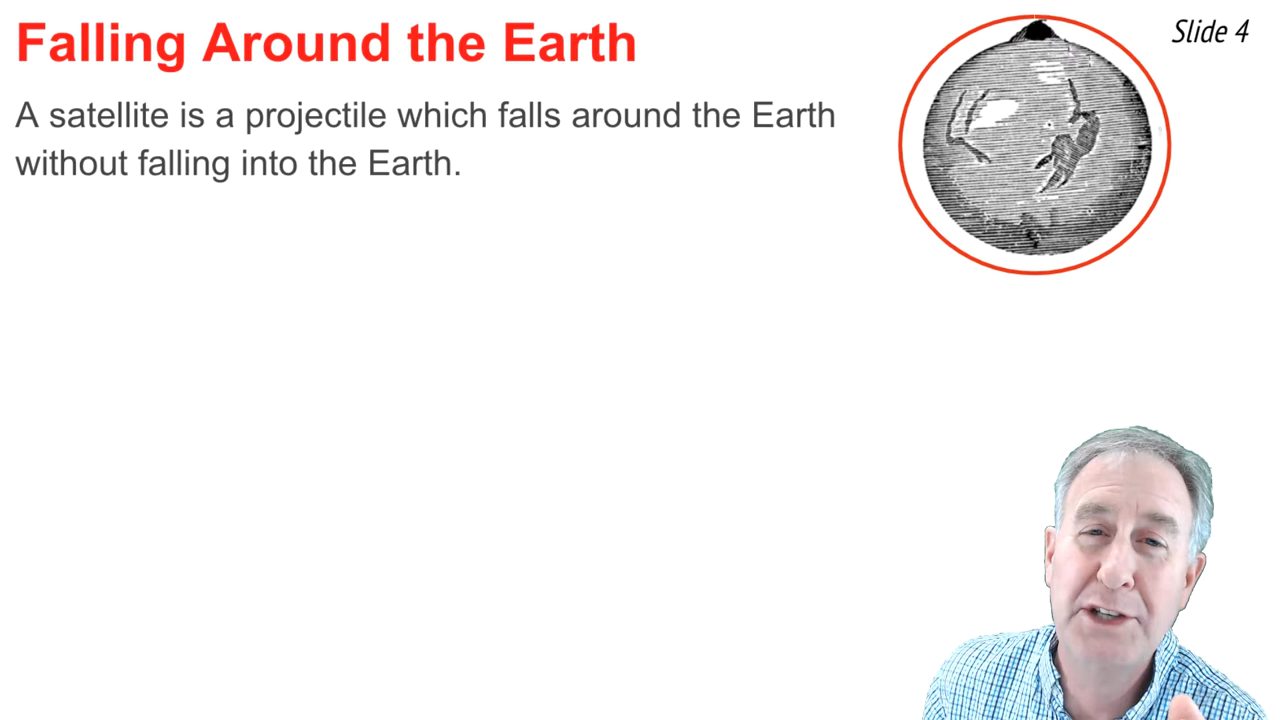 Falling Around the Earth
Slide 4
A satellite is a projectile which falls around the Earth
without falling into the Earth.